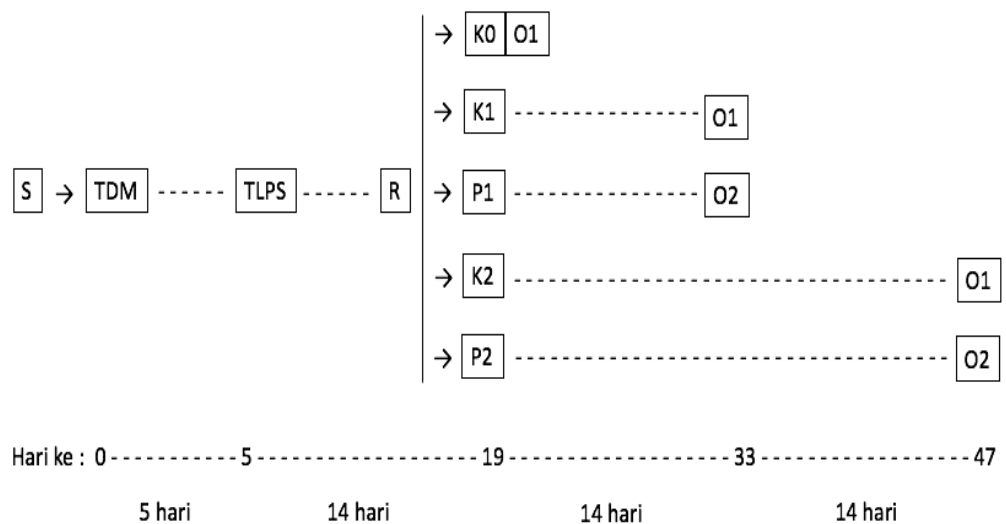 → K0 O1
→ K1 -------------------- O1
S → TDM ------ TLPS ------- R → P1 -------------------- O2
→ K2 ----------------------------------------- O1
→ P2 ----------------------------------------- O2
Hari ke : 0-----------5--------------------19--------------------33--------------------47
5 hari 14 hari 14 hari 14 hari